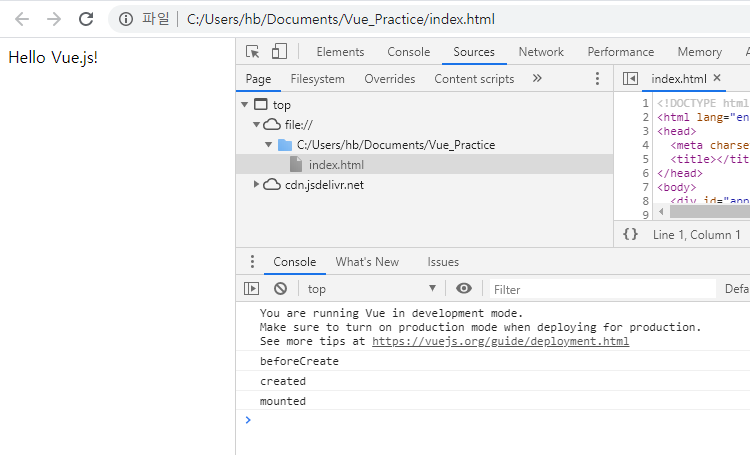 파일 C:/Users/hb/Documents/Vue_Practice/index.html
Hello Vue.js!
Elements Console Sources Network Performance Memory
Page Filesystem Overrides Content scripts »
index.html ×
top
file://
C:/Users/hb/Documents/Vue_Practice
index.html
cdn.jsdelivr.net
1 <!DOCTYPE html
2 <html lang="en
3 <head>
4 <meta charse
5 <title></tit
6 </head>
7 <body>
8 <div id="app
9
{} Line 1, Column 1
Console What's New Issues
top Filter Defa
You are running Vue in development mode.
Make sure to turn on production mode when deploying for production.
See more tips at https://vuejs.org/guide/deployment.html
beforeCreate
created
mounted
>